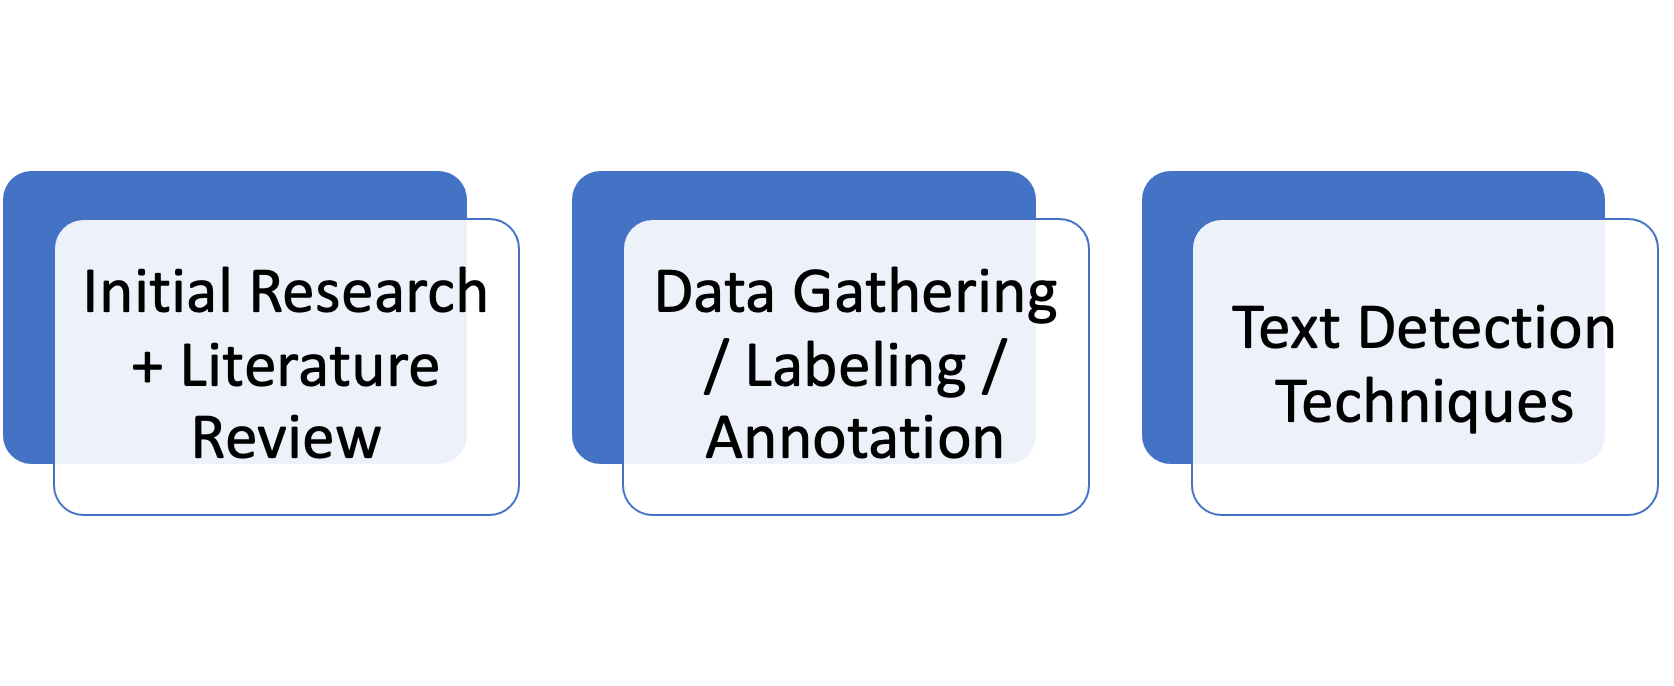 Initial Research
+ Literature
Review
Data Gathering
/ Labeling /
Annotation
Text Detection
Techniques